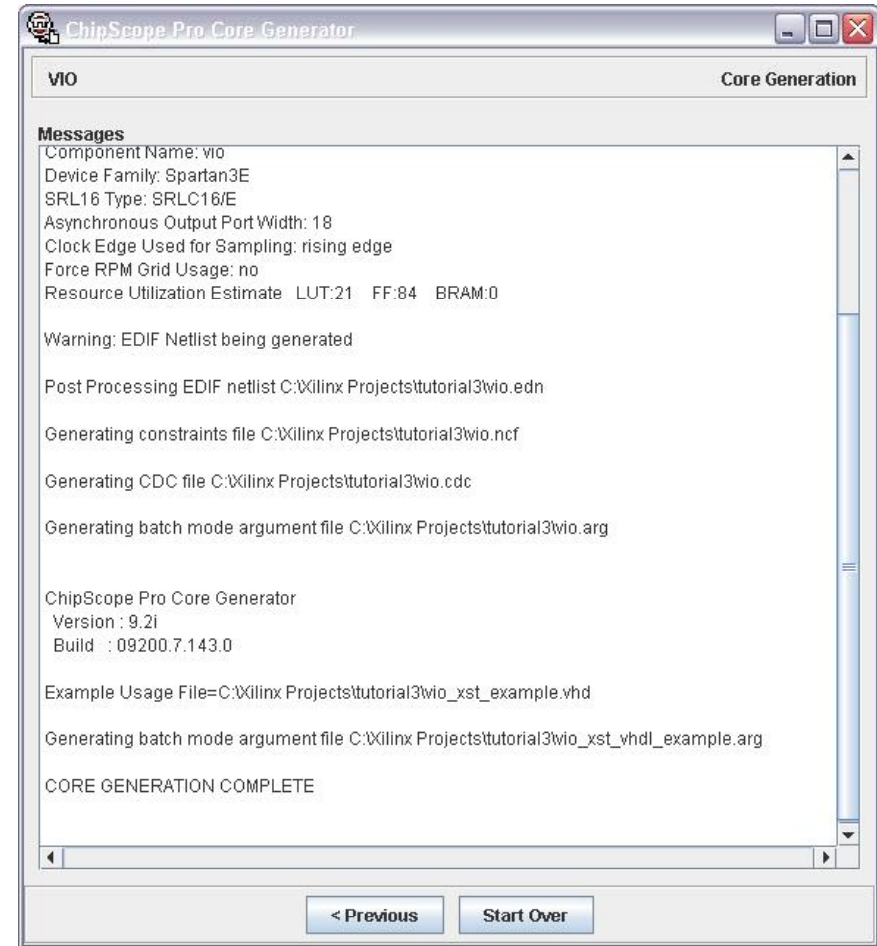 ChipScope Pro Core Generator
VIO Core Generation
Messages
Component Name: vio
Device Family: Spartan3E
SRL16 Type: SRLC16/E
Asynchronous Output Port Width: 18
Clock Edge Used for Sampling: rising edge
Force RPM Grid Usage: no
Resource Utilization Estimate LUT:21 FF:84 BRAM:0
Warning: EDIF Netlist being generated
Post Processing EDIF netlist C:\Xilinx Projects\tutorial3\vio.edn
Generating constraints file C:\Xilinx Projects\tutorial3\vio.ncf
Generating CDC file C:\Xilinx Projects\tutorial3\vio.cdc
Generating batch mode argument file C:\Xilinx Projects\tutorial3\vio.arg
ChipScope Pro Core Generator
Version : 9.2i
Build : 09200.7.143.0
Example Usage File=C:\Xilinx Projects\tutorial3\vio_xst_example.vhd
Generating batch mode argument file C:\Xilinx Projects\tutorial3\vio_xst_vhdl_example.arg
CORE GENERATION COMPLETE
< Previous Start Over